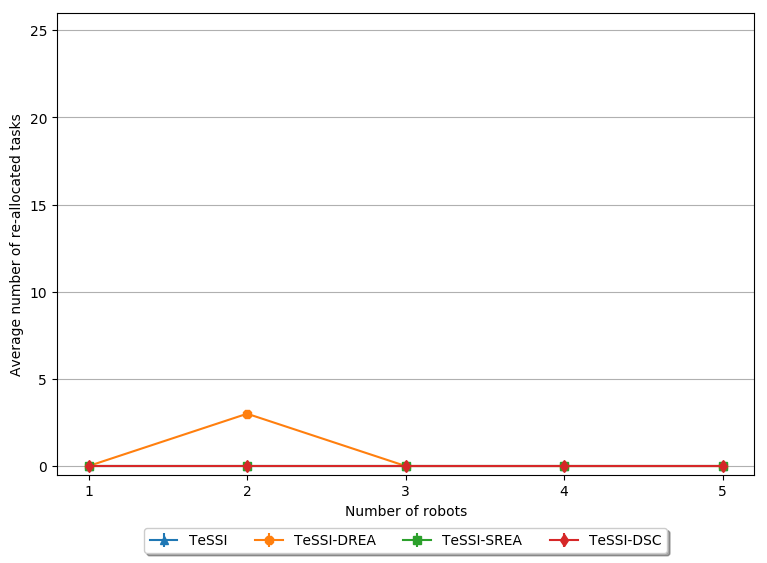 25
20
15
10
5
0
Average number of re-allocated tasks
1 2 3 4 5
Number of robots
TeSSI TeSSI-DREA TeSSI-SREA TeSSI-DSC